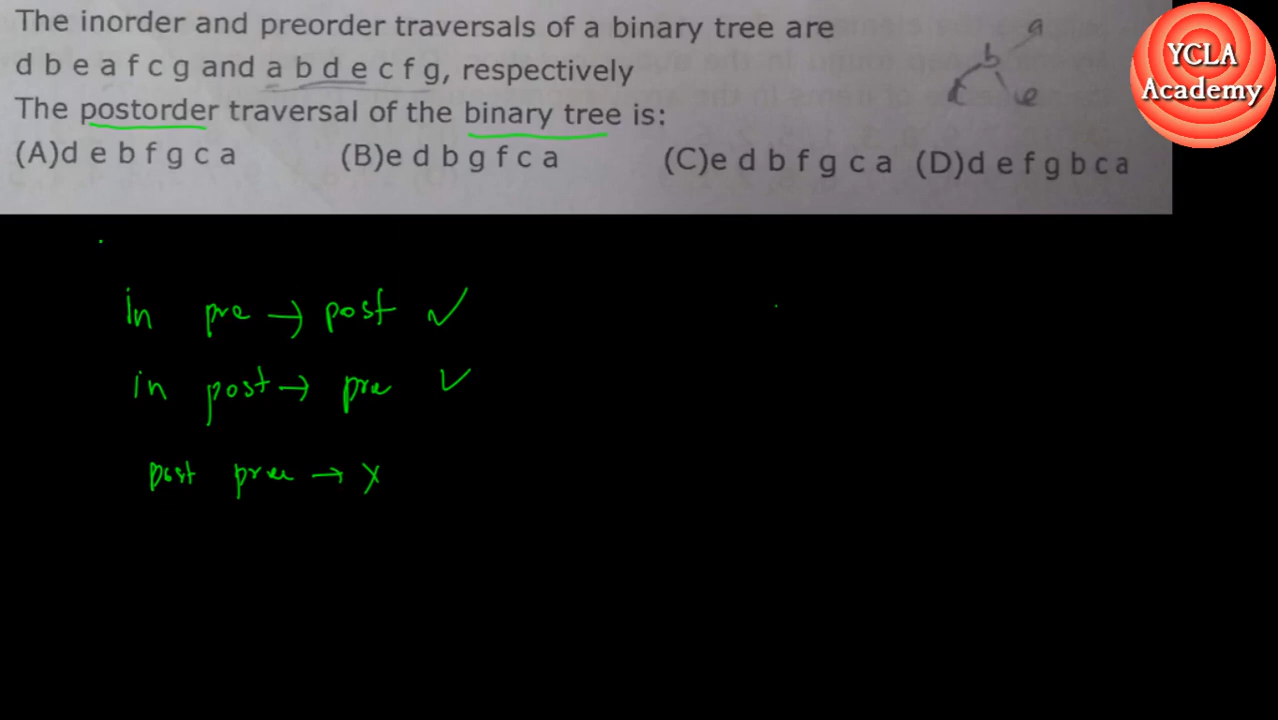 The inorder and preorder traversals of a binary tree are
d b e a f c g and a b d e c f g, respectively
The postorder traversal of the binary tree is:
(A)d e b f g c a (B)e d b g f c a (C)e d b f g c a (D)d e f g b c a
a
b
e
YCLA
Academy
in pre → post ✓
in post → pre ✓
post pree → x